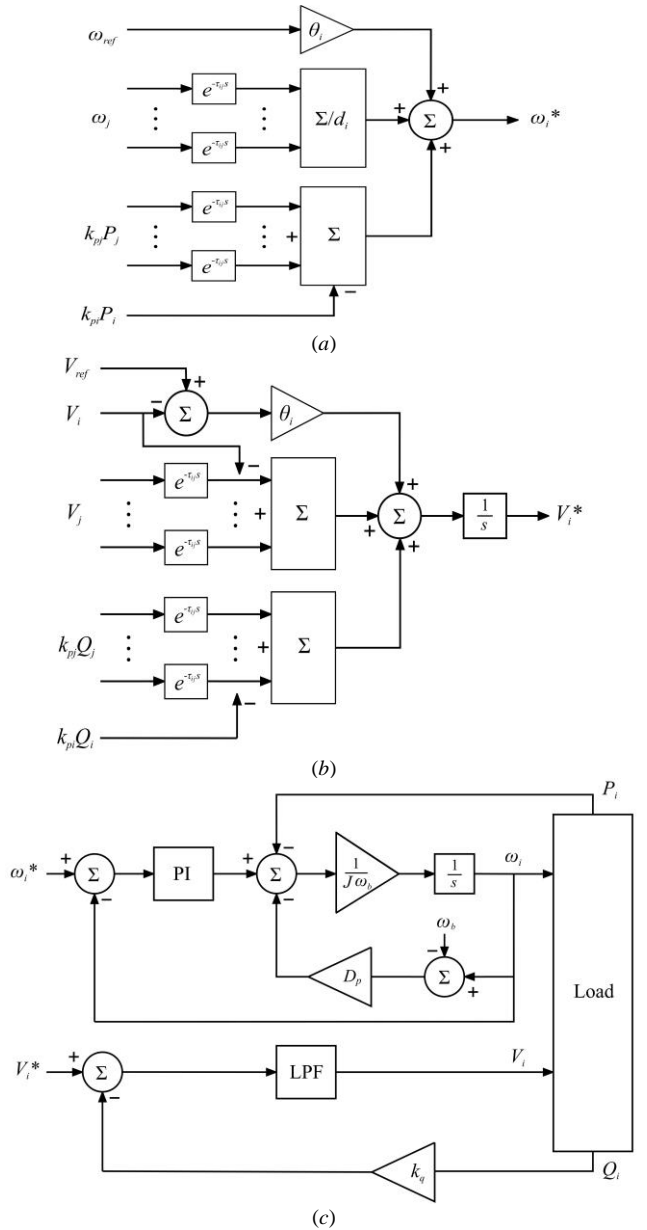 ω_ref θ_i
+
ω_j e^{-τ_ij s} Σ/d_i + Σ ω_i*
⋮ ⋮
e^{-τ_ij s} +
k_pj P_j e^{-τ_ij s}
⋮ ⋮ + Σ
e^{-τ_ij s}
−
k_pi P_i
(a)
V_ref +
V_i − Σ θ_i
−
+
V_j e^{-τ_ij s}
⋮ ⋮ + Σ + Σ 1/s V_i*
e^{-τ_ij s} +
k_pj Q_j e^{-τ_ij s}
⋮ ⋮ + Σ
e^{-τ_ij s}
−
k_pi Q_i
(b)
P_i
−
ω_i* + Σ PI + Σ 1/Jω_b 1/s ω_i
− −
ω_b
−
D_p Σ +
Load
V_i* + Σ LPF V_i
−
k_q Q_i
(c)